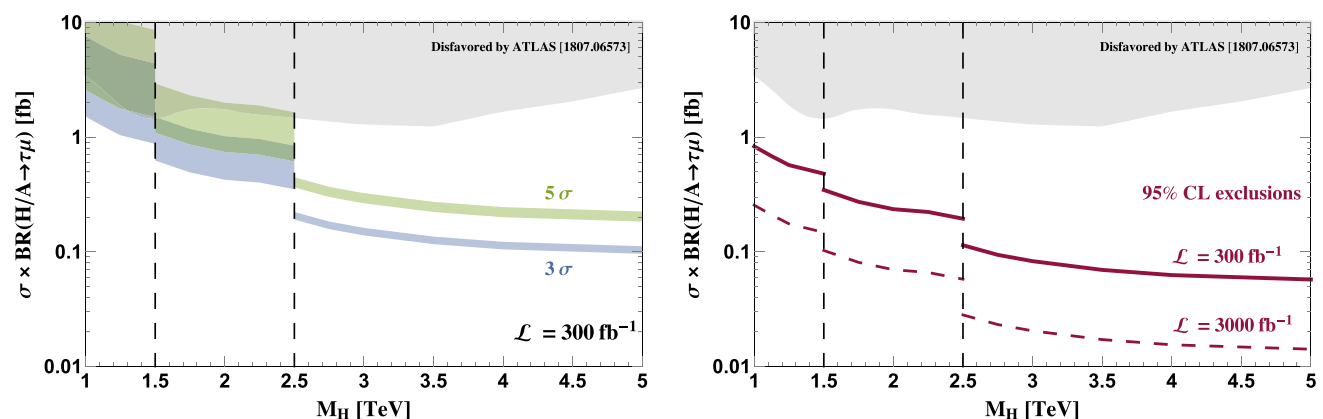 Disfavored by ATLAS [1807.06573]
σ × BR(H/A→τμ) [fb]
10
1
0.1
0.01
5 σ
3 σ
ℒ = 300 fb⁻¹
1 1.5 2 2.5 3 3.5 4 4.5 5
M_H [TeV]
Disfavored by ATLAS [1807.06573]
σ × BR(H/A→τμ) [fb]
10
1
0.1
0.01
95% CL exclusions
ℒ = 300 fb⁻¹
ℒ = 3000 fb⁻¹
1 1.5 2 2.5 3 3.5 4 4.5 5
M_H [TeV]